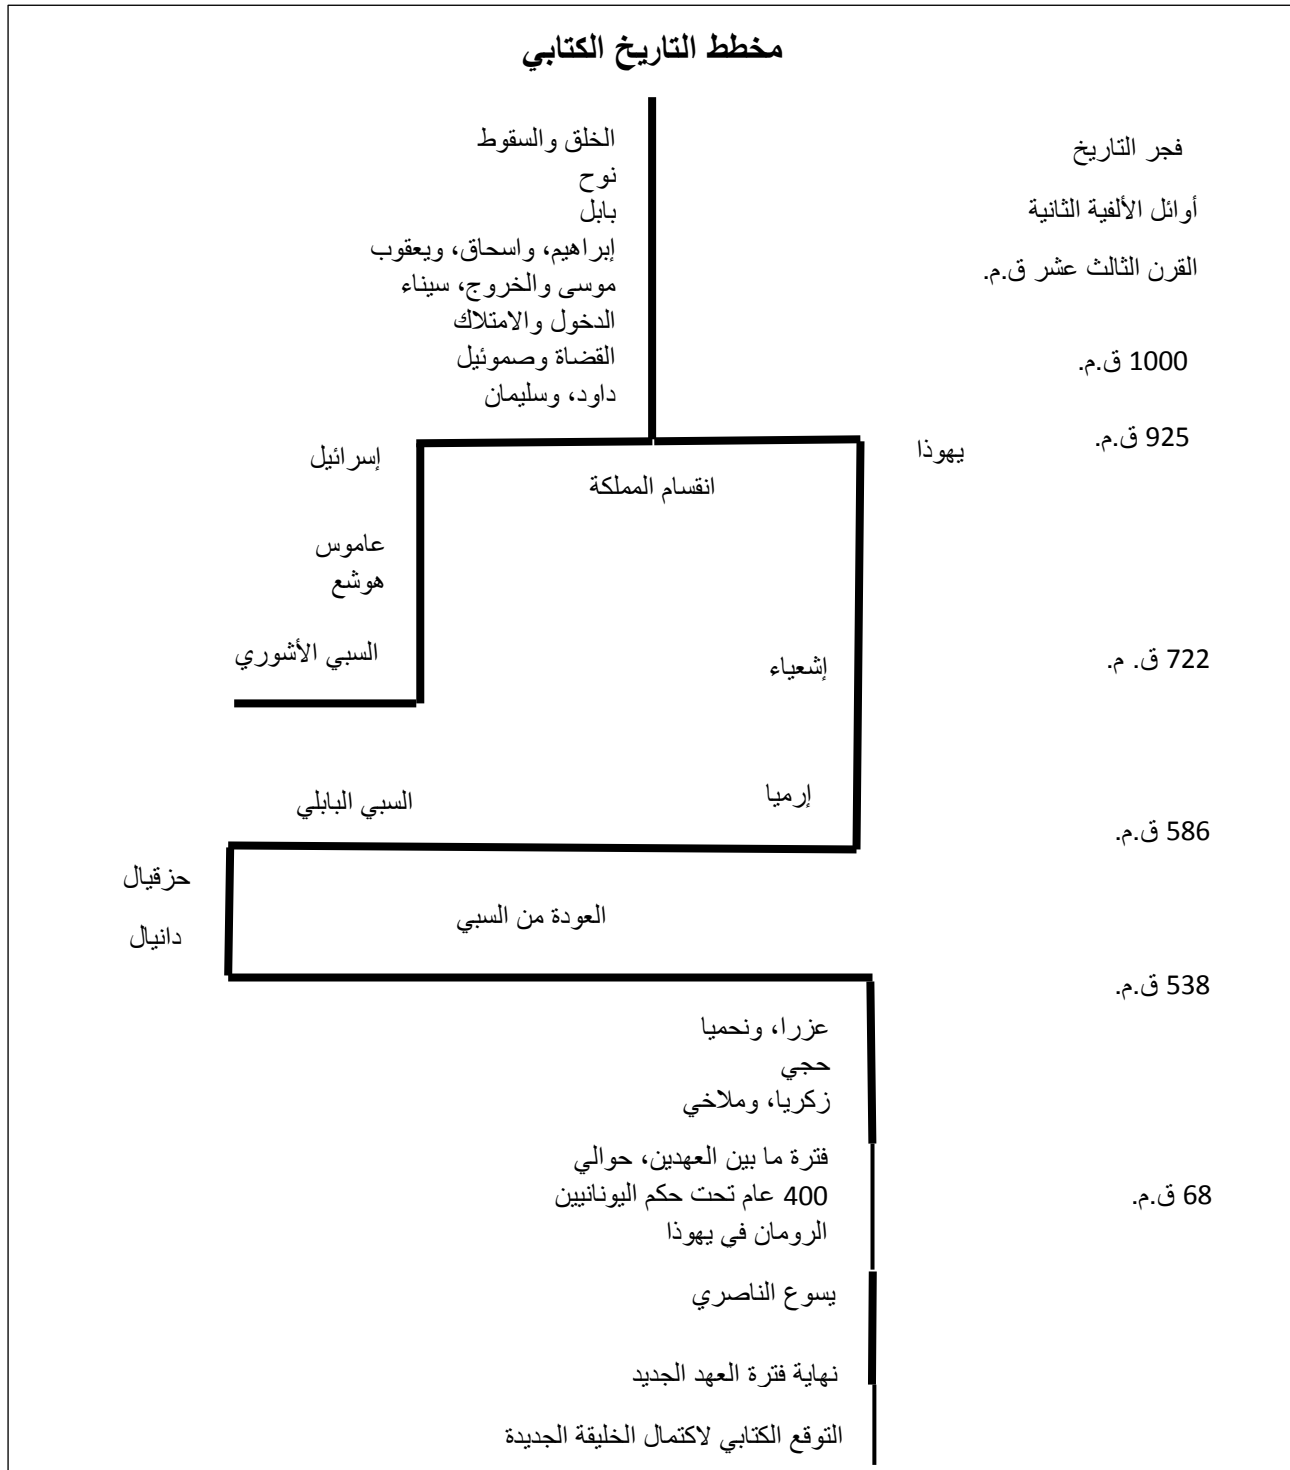 مخطط التاريخ الكتابي
الخلق والسقوط
فجر التاريخ
نوح
أوائل الألفية الثانية
بابل
إبراهيم، واسحاق، ويعقوب
القرن الثالث عشر ق.م.
موسى والخروج، سيناء
الدخول والامتلاك
القضاة وصموئيل
1000 ق.م.
داود، وسليمان
925 ق.م.
يهوذا
إسرائيل
انقسام المملكة
عاموس
هوشع
السبي الأشوري
إشعياء
722 ق. م.
إرميا
السبي البابلي
586 ق.م.
حزقيال
العودة من السبي
دانيال
538 ق.م.
عزرا، ونحميا
حجي
زكريا، وملاخي
فترة ما بين العهدين، حوالي
400 عام تحت حكم اليونانيين
68 ق.م.
الرومان في يهوذا
يسوع الناصري
نهاية فترة العهد الجديد
التوقع الكتابي لاكتمال الخليقة الجديدة